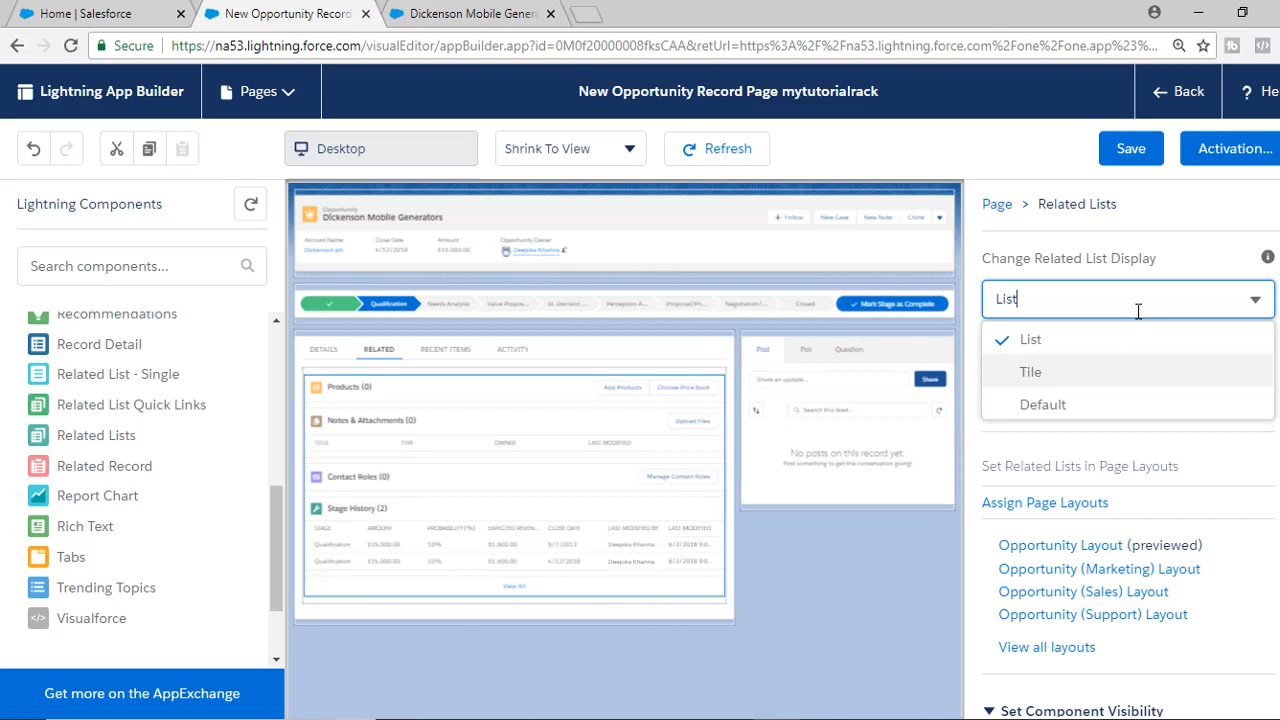 Home | Salesforce
New Opportunity Record
Dickenson Mobile Genera
Secure
https://na53.lightning.force.com/visualEditor/appBuilder.app?id=0M0f20000008fksCAA&retUrl=https%3A%2F%2Fna53.lightning.force.com%2Fone%2Fone.app%23%...
Lightning App Builder
Pages
New Opportunity Record Page mytutorialrack
Back
? He
Desktop
Shrink To View
Refresh
Save
Activation...
Lightning Components
Search components...
Recommendations
Record Detail
Related List - Single
Related List Quick Links
Related Lists
Related Record
Report Chart
Rich Text
Tabs
Trending Topics
Visualforce
Get more on the AppExchange
Opportunity
Dickenson Mobile Generators
+ Follow
New Case
New Note
Clone
Account Name
Close Date
Amount
Opportunity Owner
Dickenson plc
4/12/2018
$15,000.00
Deepika Khanna
Qualification
Needs Analysis
Value Propos...
Id. Decision ...
Perception A...
Proposal/Pri...
Negotiation/...
Closed
Mark Stage as Complete
DETAILS
RELATED
RECENT ITEMS
ACTIVITY
Products (0)
Add Products
Choose Price Book
Notes & Attachments (0)
Upload Files
TITLE
TYPE
OWNER
LAST MODIFIED
Contact Roles (0)
Manage Contact Roles
Stage History (2)
STAGE
AMOUNT
PROBABILITY (%)
EXPECTED REVEN...
CLOSE DATE
LAST MODIFIED BY
LAST MODIFIED
Qualification
$15,000.00
10%
$1,500.00
5/7/2013
Deepika Khanna
6/3/2018 9:0...
Qualification
$15,000.00
10%
$1,500.00
4/12/2018
Deepika Khanna
6/3/2018 9:0...
View All
Post
Poll
Question
Share an update...
Share
Search this feed...
No posts on this record yet.
Post something to get the conversation going!
Page > Related Lists
Change Related List Display
List
List
Tile
Default
Set Related Lists in Page Layouts
Assign Page Layouts
Opportunity Layout (previewed)
Opportunity (Marketing) Layout
Opportunity (Sales) Layout
Opportunity (Support) Layout
View all layouts
Set Component Visibility